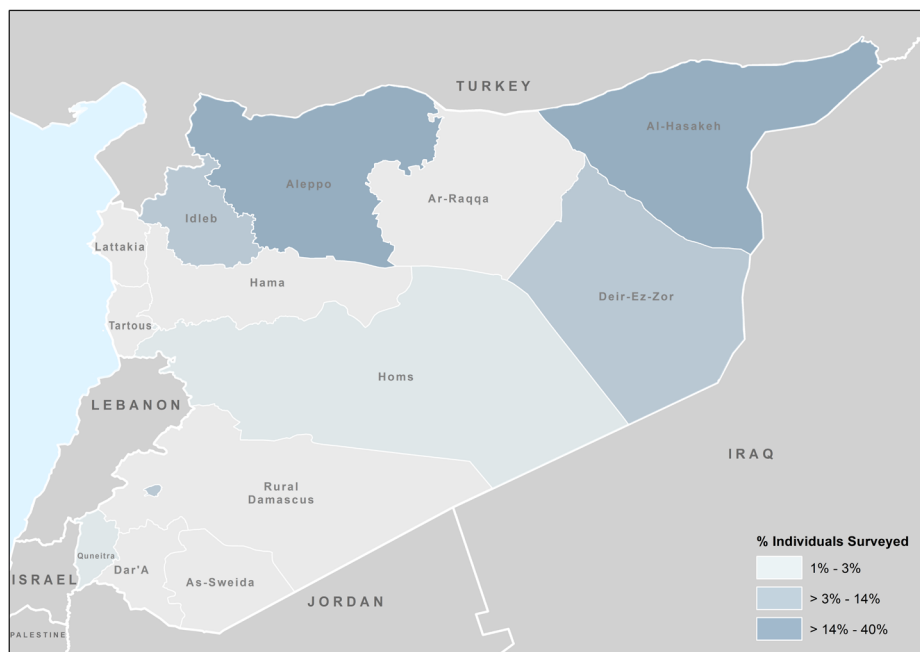 TURKEY
Al-Hasakeh
Aleppo
Ar-Raqqa
Idleb
Lattakia
Hama
Deir-Ez-Zor
Tartous
Homs
LEBANON
IRAQ
Rural
Damascus
Quneitra
Dar'A
As-Sweida
ISRAEL
JORDAN
PALESTINE
% Individuals Surveyed
1% - 3%
> 3% - 14%
> 14% - 40%